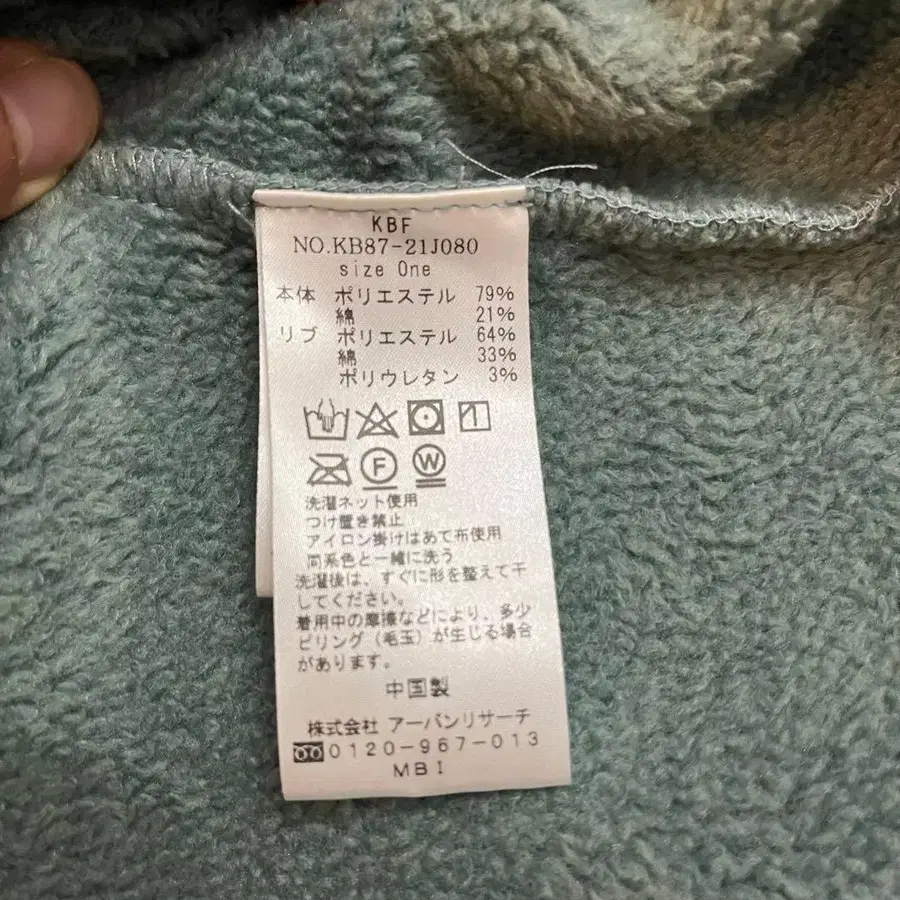 KBF
NO.KB87-21J080
size One
本体 ポリエステル 79%
綿 21%
リブ ポリエステル 64%
綿 33%
ポリウレタン 3%
F W
洗濯ネット使用
つけ置き禁止
アイロン掛けはあて布使用
同系色と一緒に洗う
洗濯後は、すぐに形を整えて干
してください。
着用中の摩擦などにより、多少
ピリング（毛玉）が生じる場合
があります。
中国製
株式会社 アーバンリサーチ
0120-967-013
MBI